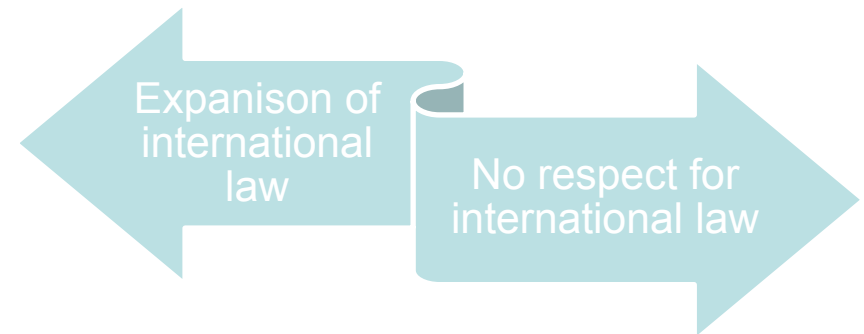 Expanison of
international
law
No respect for
international law